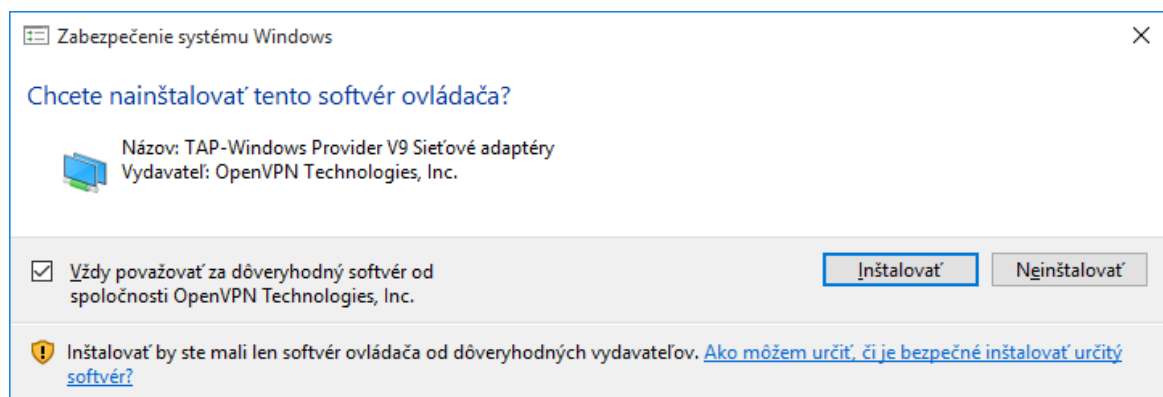 Zabezpečenie systému Windows
Chcete nainštalovať tento softvér ovládača?
Názov: TAP-Windows Provider V9 Sieťové adaptéry
Vydavateľ: OpenVPN Technologies, Inc.
Vždy považovať za dôveryhodný softvér od
spoločnosti OpenVPN Technologies, Inc.
Inštalovať
Neinštalovať
Inštalovať by ste mali len softvér ovládača od dôveryhodných vydavateľov. Ako môžem určiť, či je bezpečné inštalovať určitý
softvér?